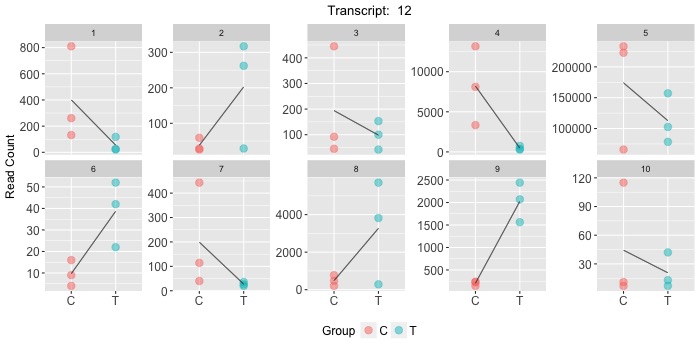 Transcript: 12
1 2 3 4 5
800 300 400 10000 200000
600 200 300 5000 150000
400 100 200 0 100000
200 100
0
6 7 8 9 10
50 400 4000 2500 120
40 300 2000 2000 90
30 200 0 1500 60
20 100 1000 30
10 0 500
C T C T C T C T C T
Read Count
Group C T